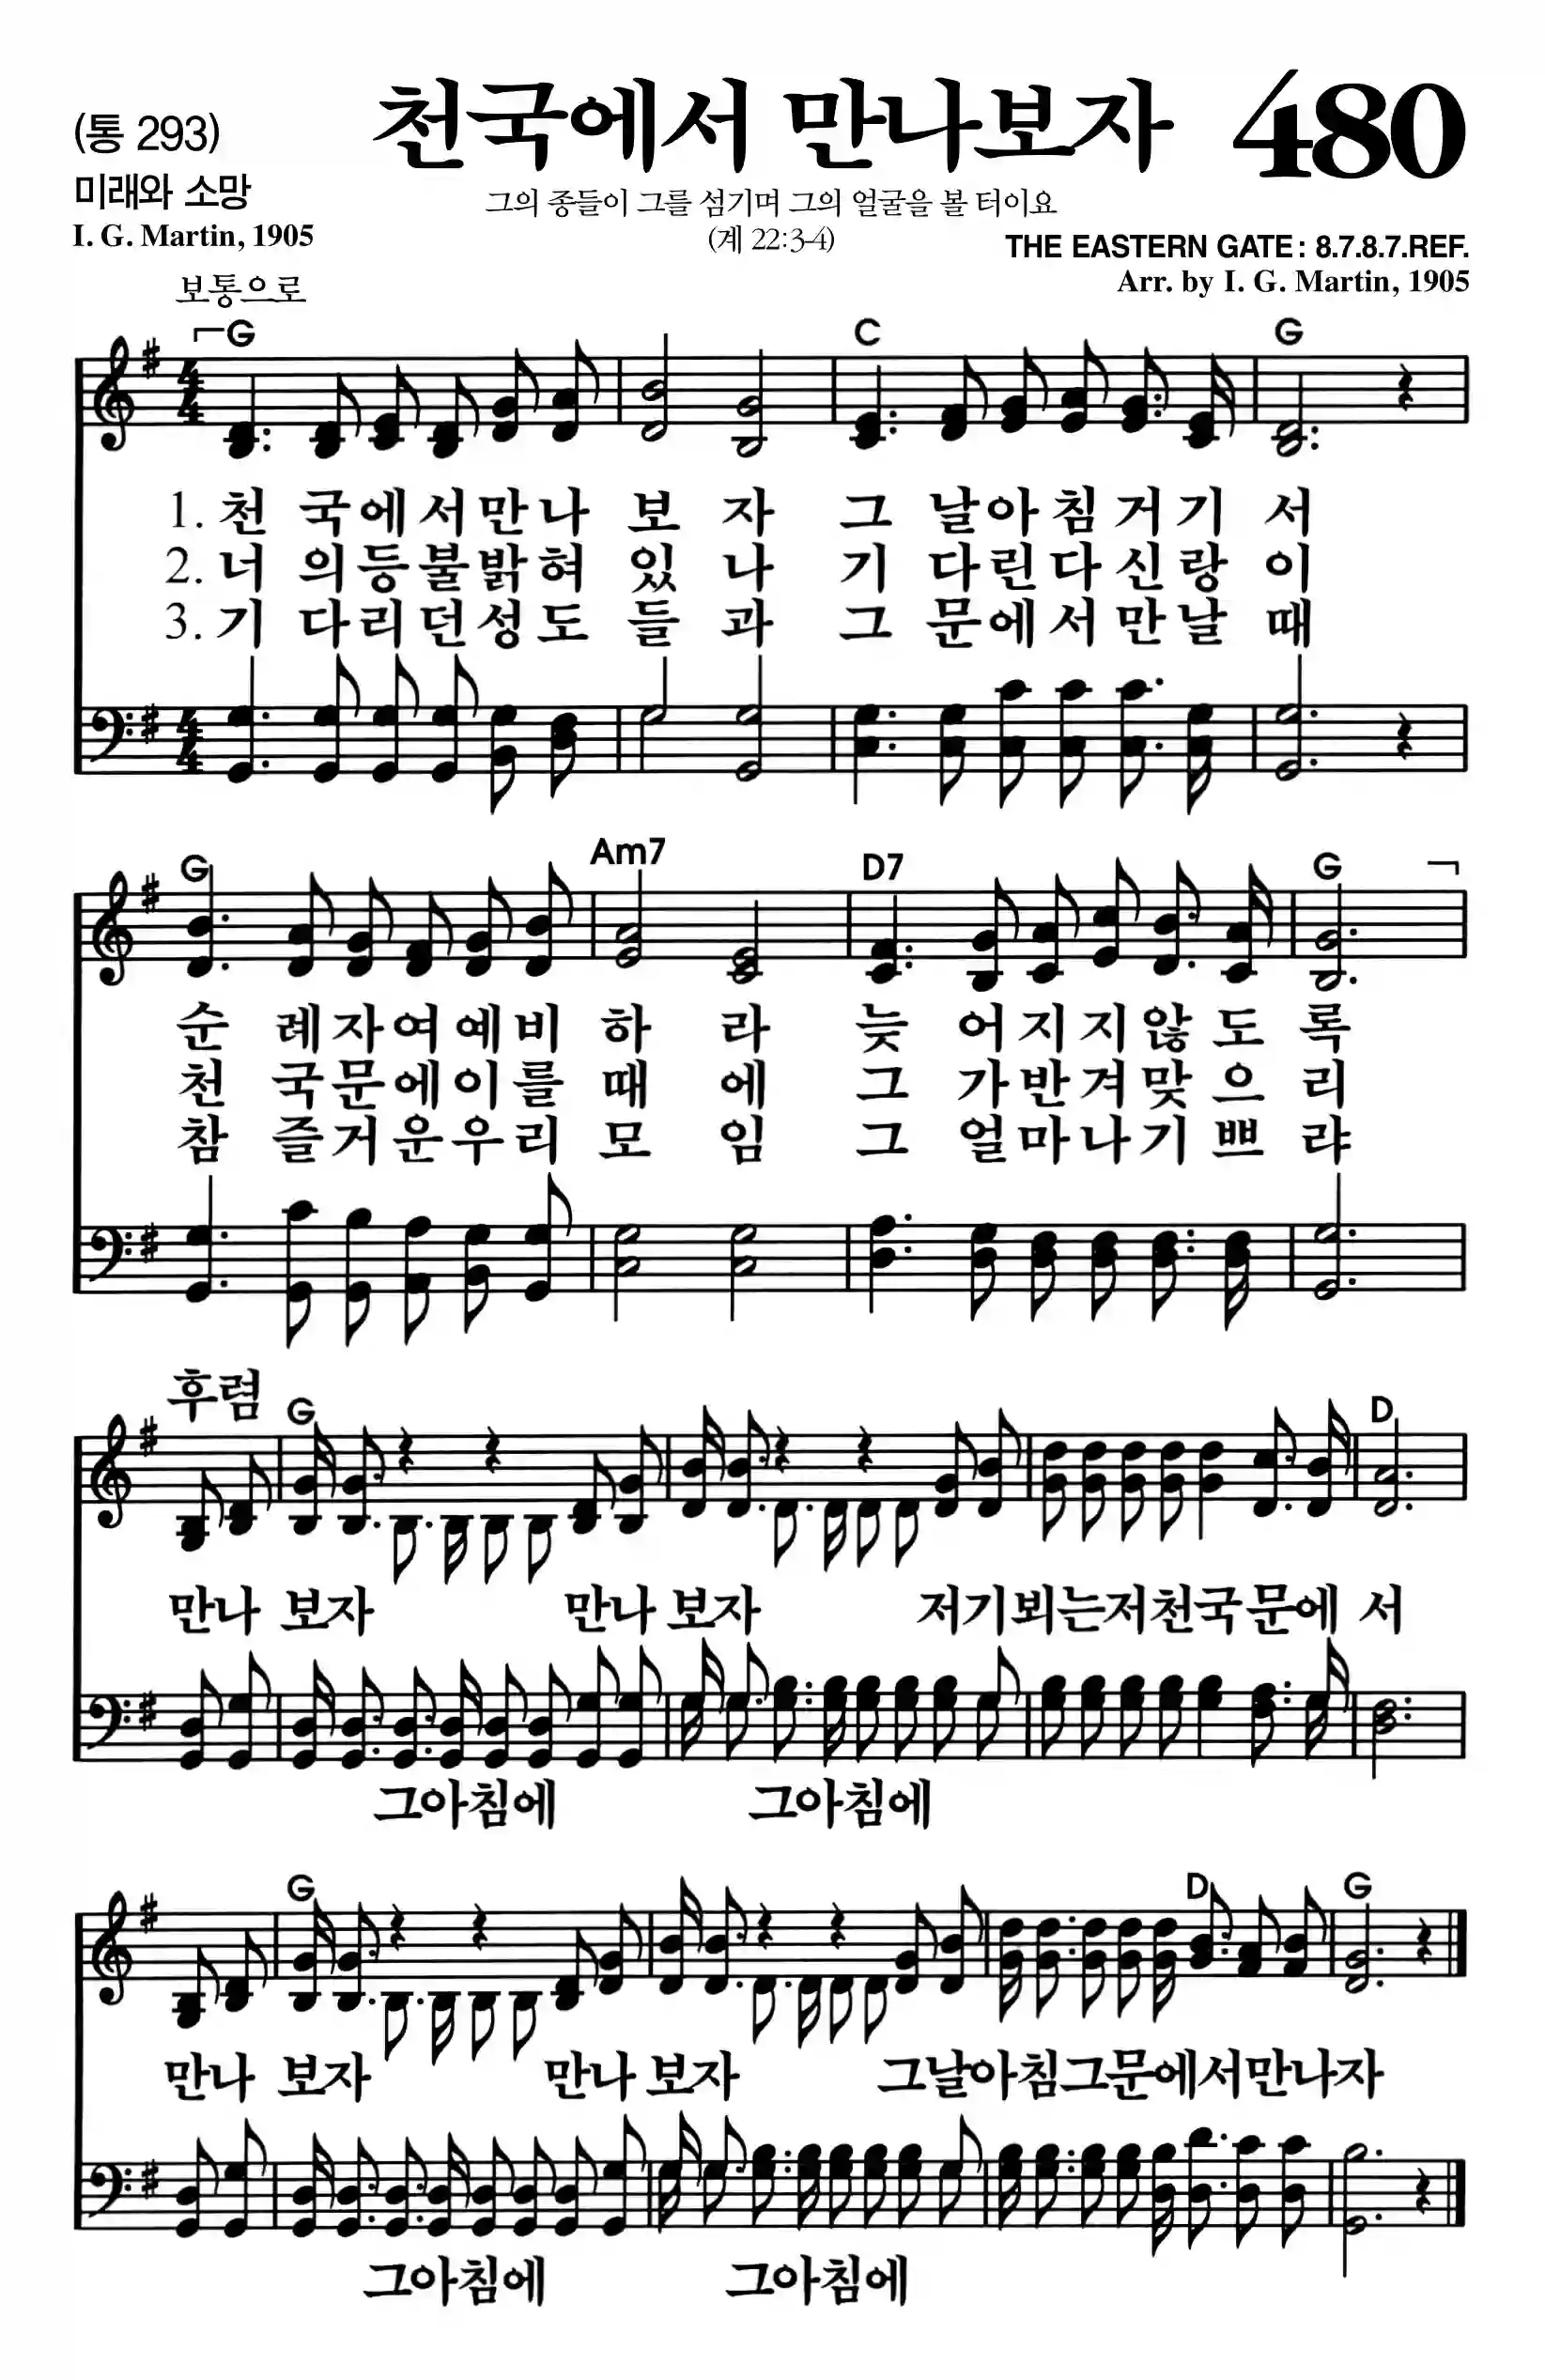 (통 293) 천국에서 만나보자 480
미래와 소망 그의 종들이 그를 섬기며 그의 얼굴을 볼 터이요
I. G. Martin, 1905 (계 22:3-4) THE EASTERN GATE : 8.7.8.7.REF.
Arr. by I. G. Martin, 1905
보통으로
G C G
1. 천 국에서만나 보 자 그 날아침거기 서
2. 너 의등불밝혀 있 나 기 다린다신랑 이
3. 기 다리던성도 들 과 그 문에서만날 때
G Am7 D7 G
순 례자여예비 하 라 늦 어지지않도 록
천 국문에이를 때 에 그 가반겨맞으 리
참 즐거운우리 모 임 그 얼마나기쁘 랴
후렴 G D
만나 보자 만나 보자 저기뵈는저천국문에 서
그아침에 그아침에
G D G
만나 보자 만나 보자 그날아침그문에서만나자
그아침에 그아침에